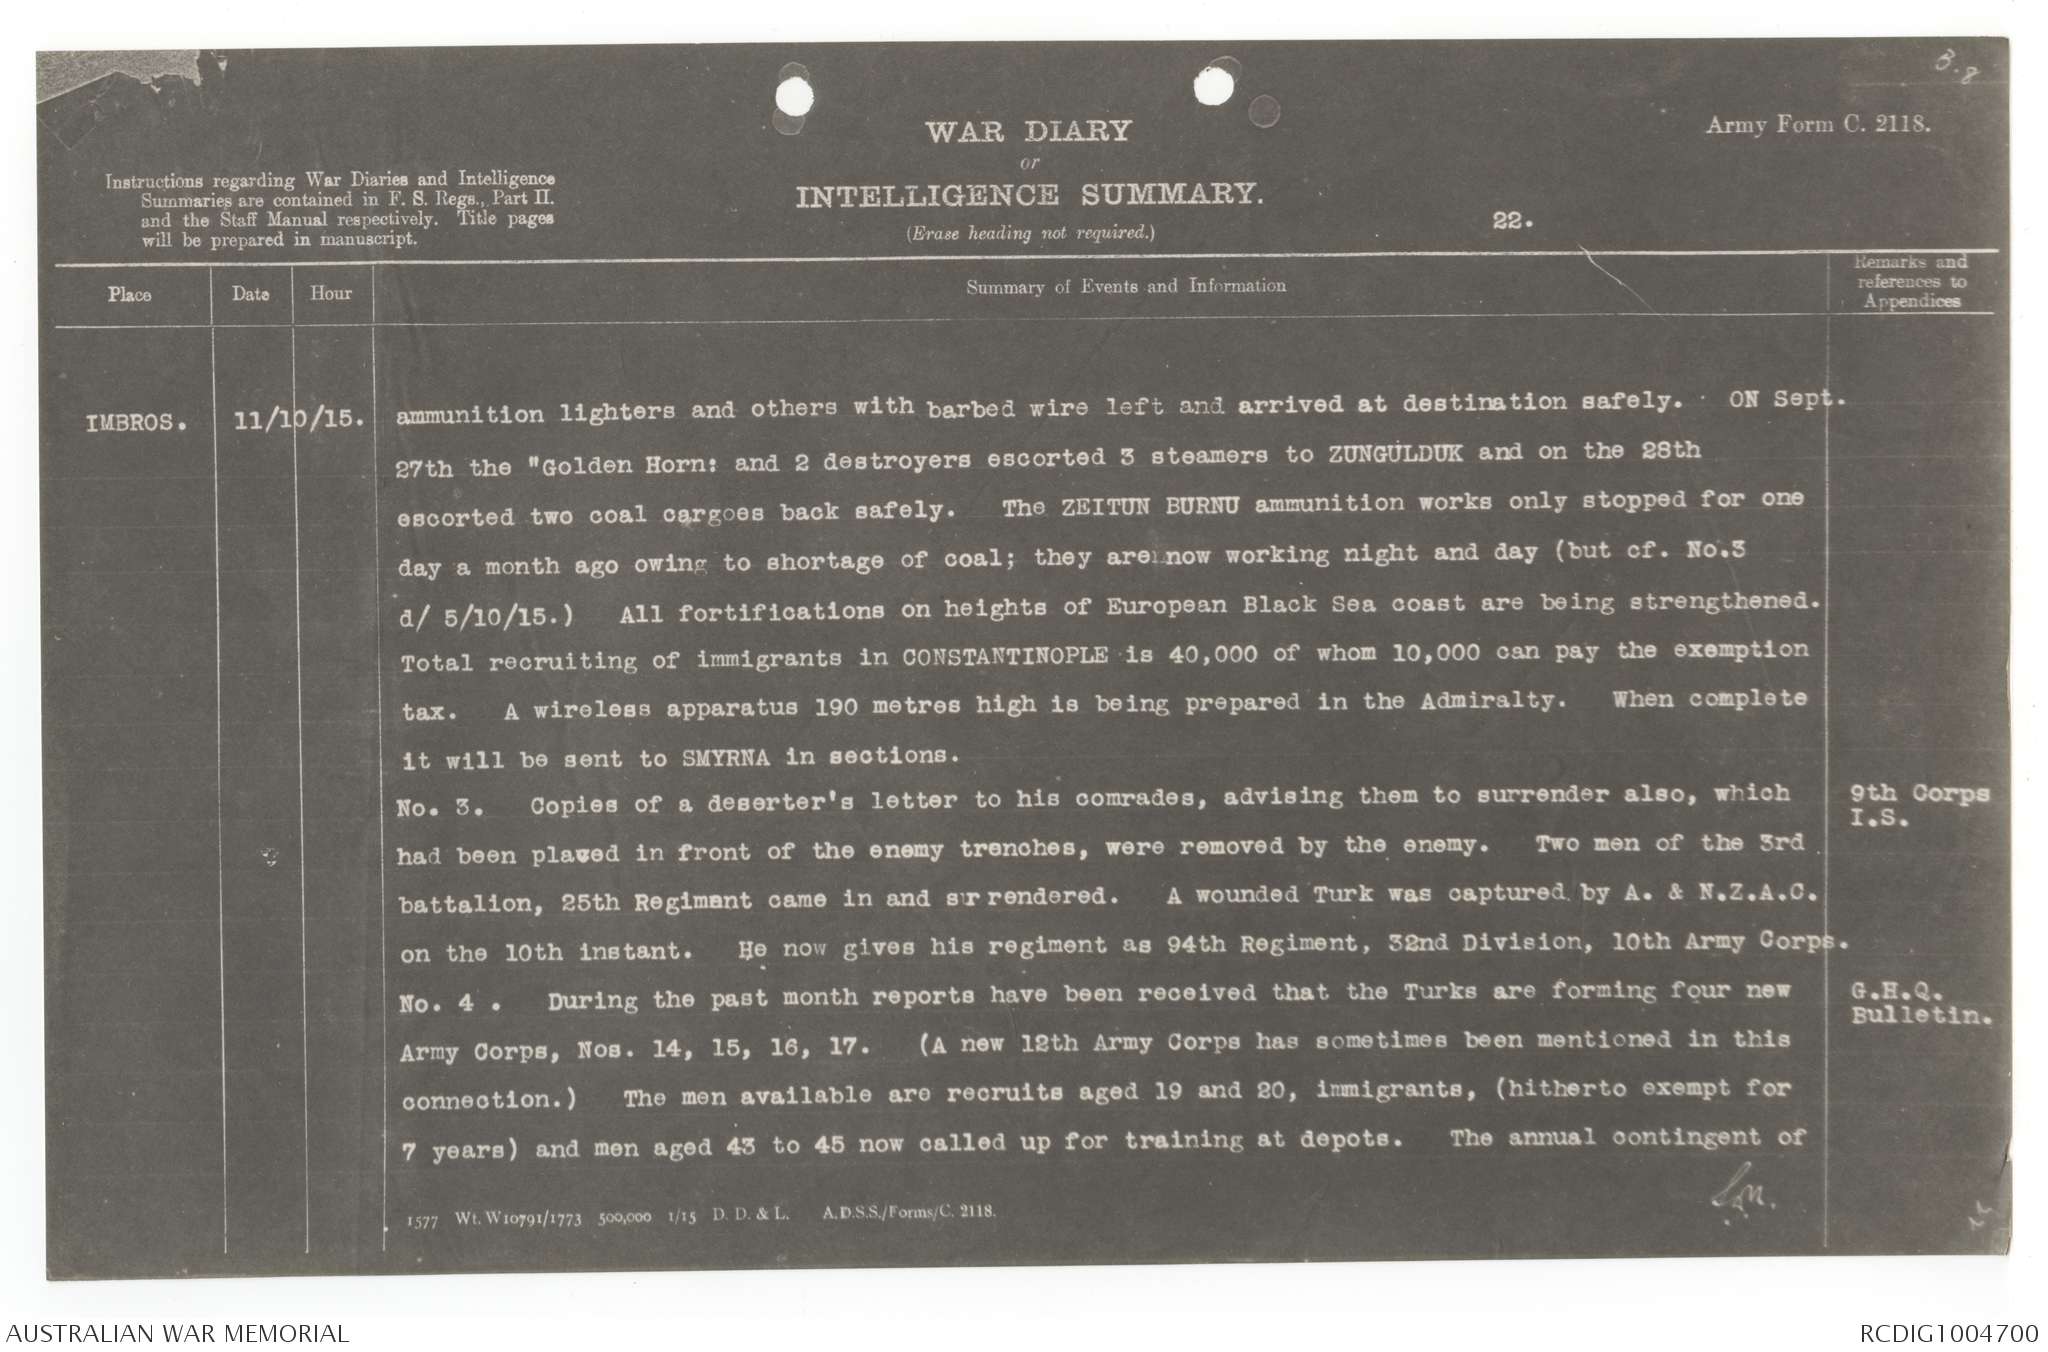 B.8
Army Form C. 2118.
WAR DIARY
or
INTELLIGENCE SUMMARY.
(Erase heading not required.)
22.
Instructions regarding War Diaries and Intelligence
Summaries are contained in F. S. Regs., Part II.
and the Staff Manual respectively. Title pages
will be prepared in manuscript.
Place
Date
Hour
Summary of Events and Information
Remarks and
references to
Appendices
IMBROS. 11/10/15. ammunition lighters and others with barbed wire left and arrived at destination safely. ON Sept.
27th the "Golden Horn: and 2 destroyers escorted 3 steamers to ZUNGULDUK and on the 28th
escorted two coal cargoes back safely. The ZEITUN BURNU ammunition works only stopped for one
day a month ago owing to shortage of coal; they are now working night and day (but cf. No.3
d/ 5/10/15.) All fortifications on heights of European Black Sea coast are being strengthened.
Total recruiting of immigrants in CONSTANTINOPLE is 40,000 of whom 10,000 can pay the exemption
tax. A wireless apparatus 190 metres high is being prepared in the Admiralty. When complete
it will be sent to SMYRNA in sections.
No. 3. Copies of a deserter's letter to his comrades, advising them to surrender also, which
9th Corps
I.S.
had been placed in front of the enemy trenches, were removed by the enemy. Two men of the 3rd
battalion, 25th Regiment came in and surrendered. A wounded Turk was captured by A. & N.Z.A.C.
on the 10th instant. He now gives his regiment as 94th Regiment, 32nd Division, 10th Army Corps.
No. 4 . During the past month reports have been received that the Turks are forming four new
G.H.Q.
Bulletin.
Army Corps, Nos. 14, 15, 16, 17. (A new 12th Army Corps has sometimes been mentioned in this
connection.) The men available are recruits aged 19 and 20, immigrants, (hitherto exempt for
7 years) and men aged 43 to 45 now called up for training at depots. The annual contingent of
1577 Wt. W10791/1773 500,000 1/15 D. D. & L. A.D.S.S./Forms/C. 2118.
AUSTRALIAN WAR MEMORIAL
RCDIG1004700